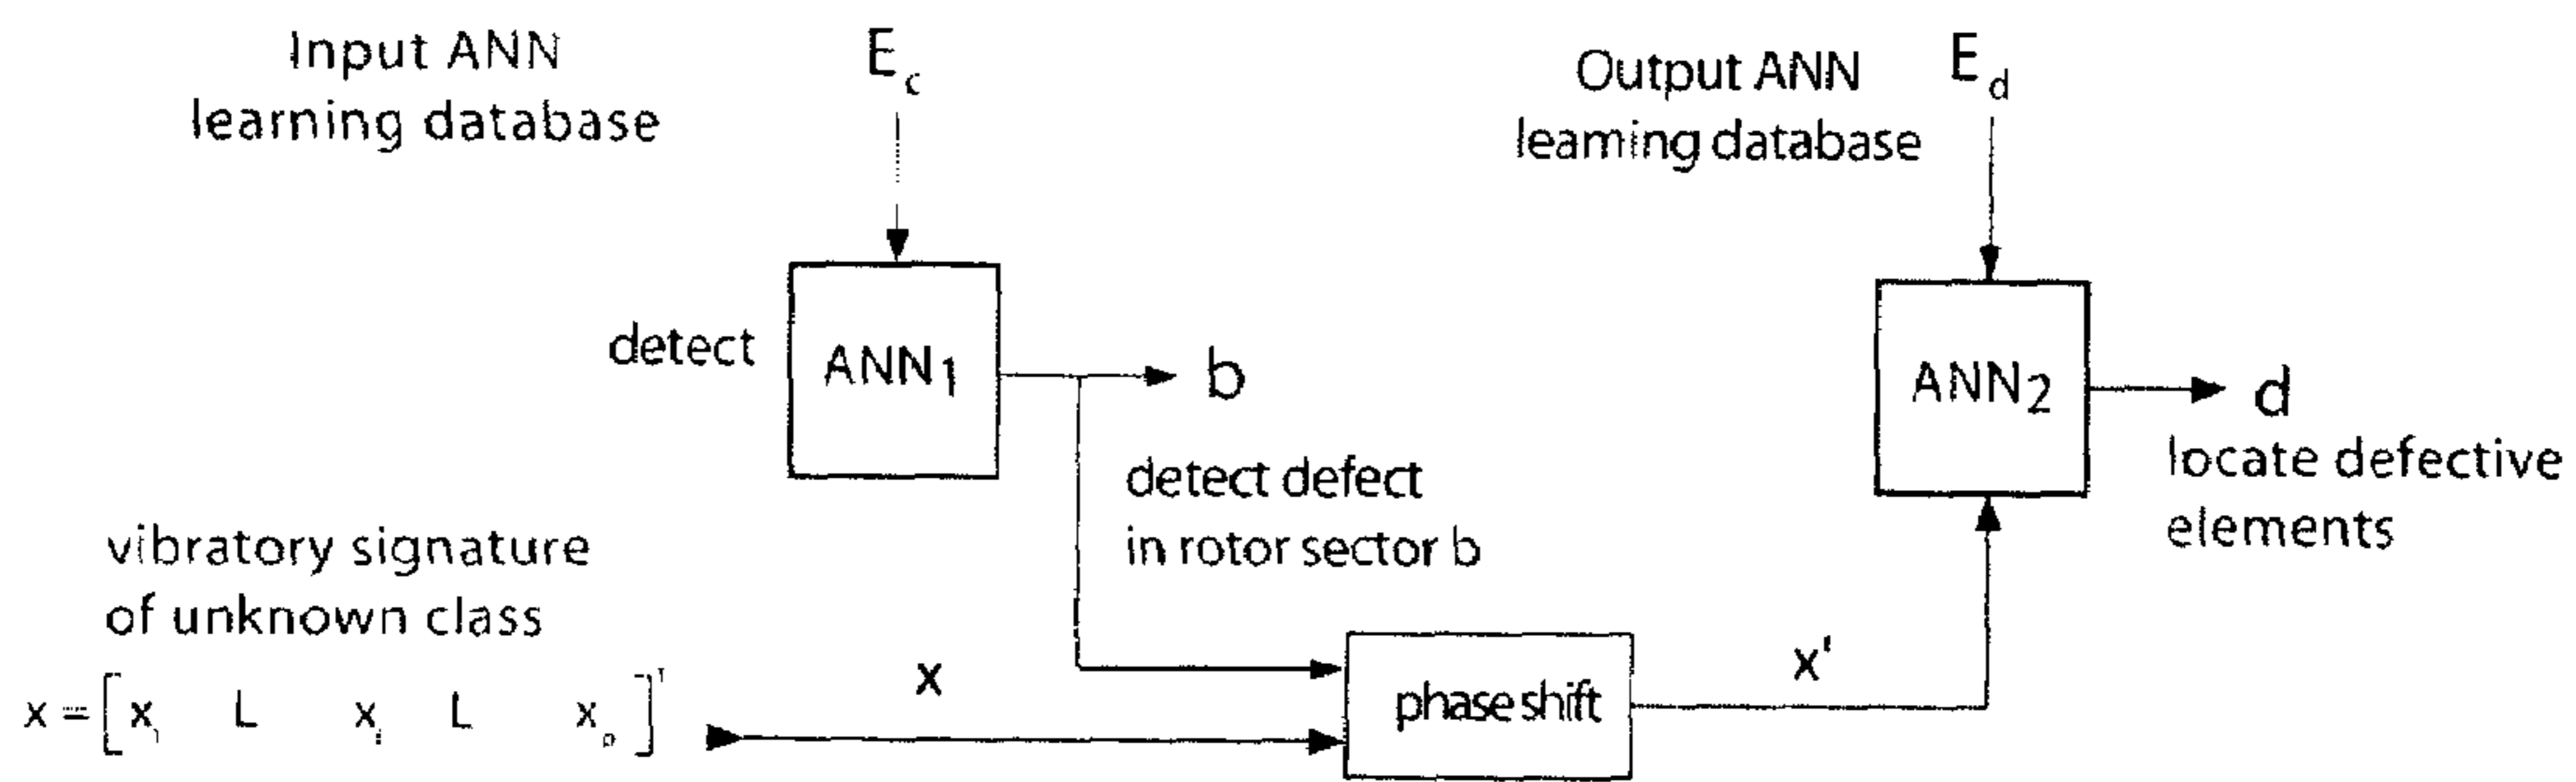 Input ANN
learning database
E_c
Output ANN
learning database
E_d
detect
ANN1
b
detect defect
in rotor sector b
ANN2
d
locate defective
elements
vibratory signature
of unknown class
x = [x_1 L x_i L x_p]^T
x
phase shift
x'